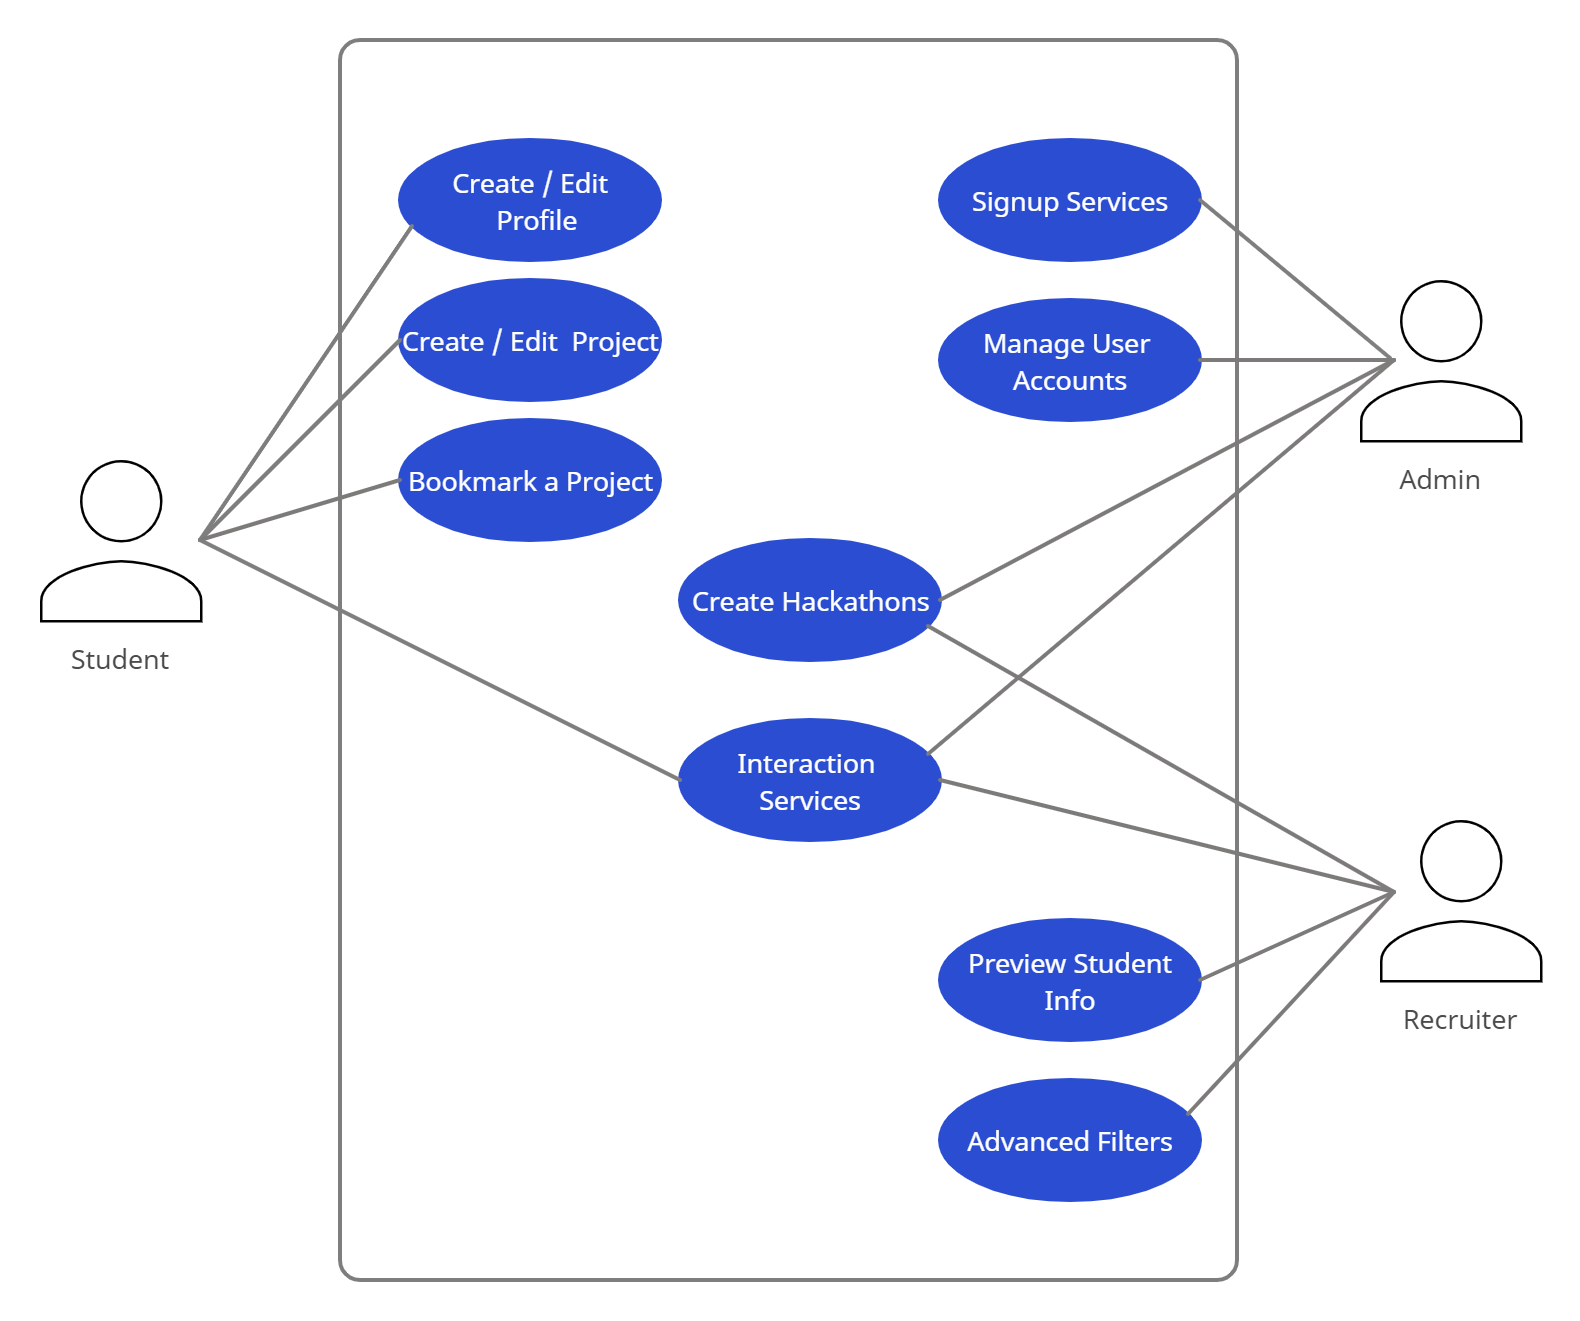 Create / Edit
Profile
Create / Edit  Project
Bookmark a Project
Student
Signup Services
Manage User
Accounts
Admin
Create Hackathons
Interaction
Services
Preview Student
Info
Advanced Filters
Recruiter